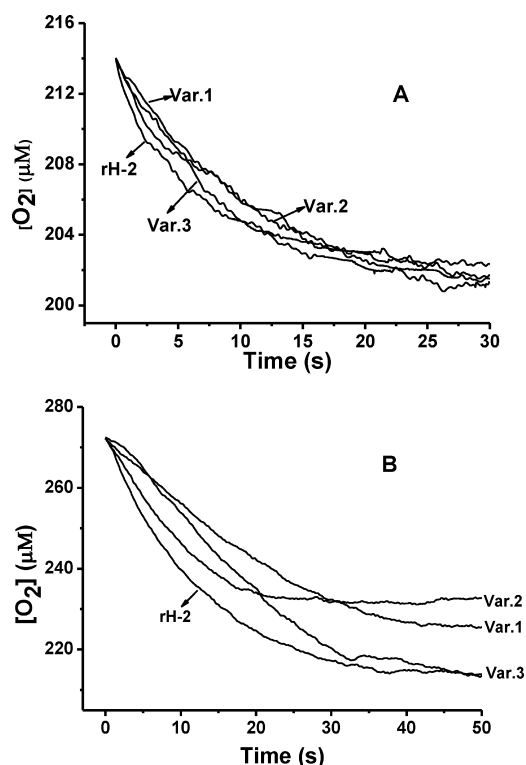 216
212
208
204
200
[O2] (µM)
A
Var.1
rH-2
Var.3
Var.2
0 5 10 15 20 25 30
Time (s)
280
260
240
220
[O2] (µM)
B
rH-2
Var.2
Var.1
Var.3
0 10 20 30 40 50
Time (s)